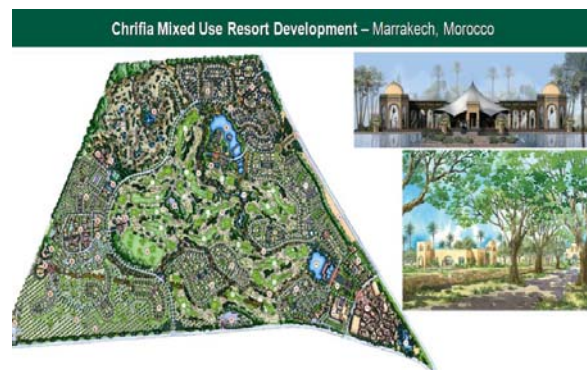 Chrifia Mixed Use Resort Development – Marrakech, Morocco